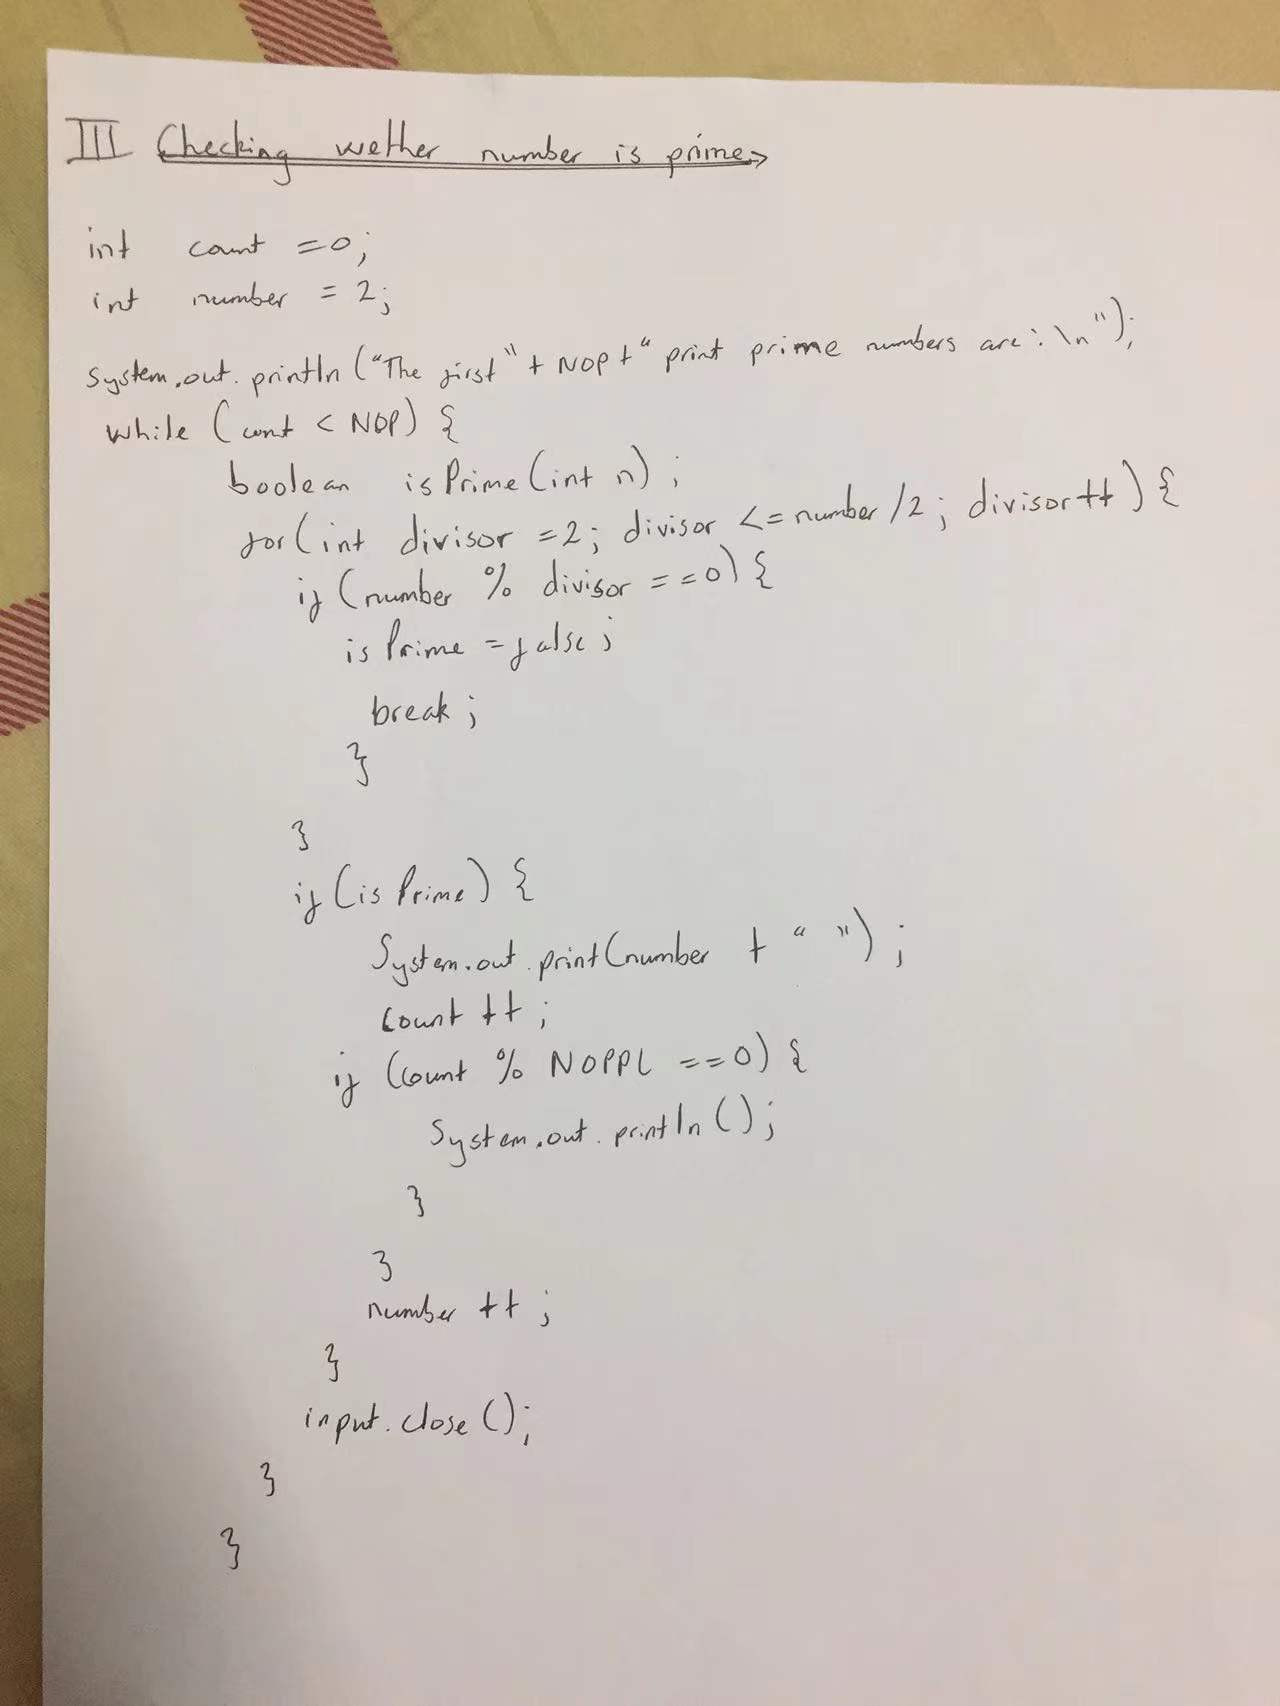 III Checking wether number is prime→
int count =0;
int number = 2;
System.out.println("The first" + NOP + " print prime numbers are: \n");
while (count < NOP) {
boolean isPrime(int n) ;
for(int divisor =2; divisor <= number /2; divisor++) {
if (number % divisor ==0) {
isPrime = false;
break ;
}
}
if (isPrime) {
System.out.print(number + " ") ;
count ++ ;
if (count % NOPPL ==0) {
System.out.println();
}
}
number ++ ;
}
input.close();
}
}